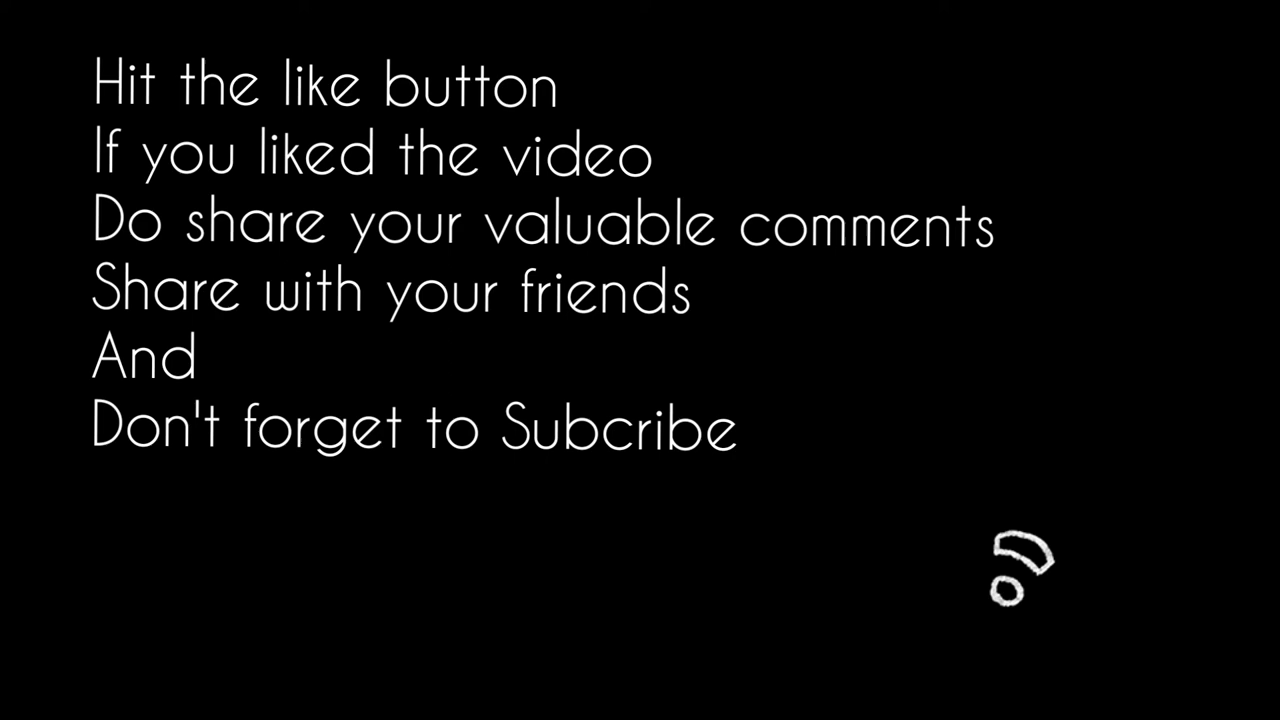 Hit the like button
If you liked the video
Do share your valuable comments
Share with your friends
And
Don't forget to Subcribe